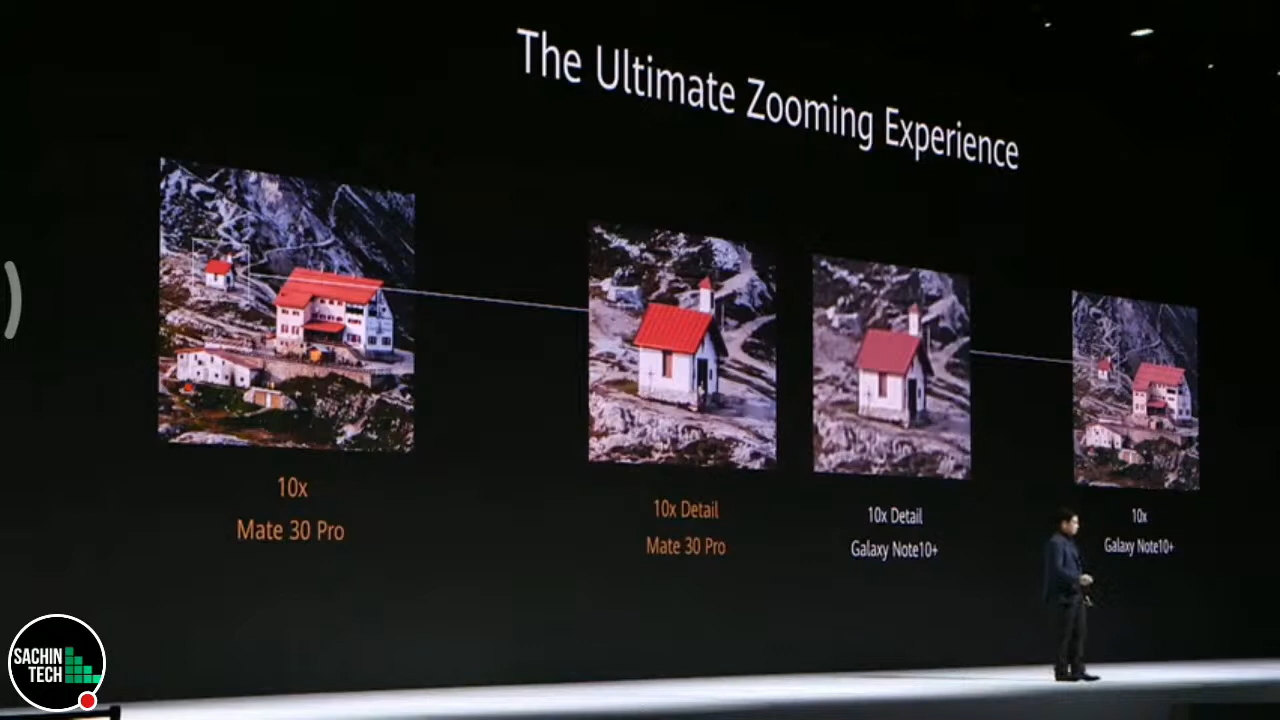 The Ultimate Zooming Experience
10x
Mate 30 Pro
10x Detail
Mate 30 Pro
10x Detail
Galaxy Note10+
10x
Galaxy Note10+
SACHIN
TECH